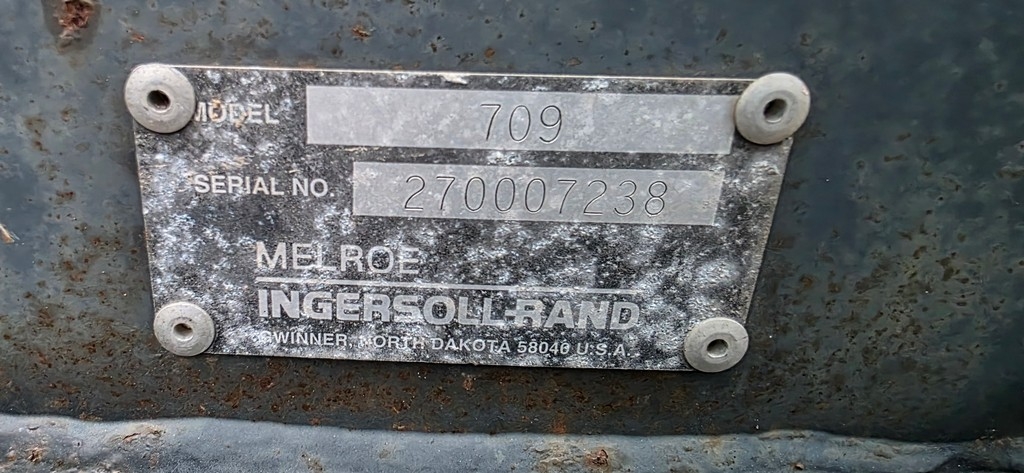 MODEL 709
SERIAL NO. 270007238
MELROE
INGERSOLL-RAND
GWINNER, NORTH DAKOTA 58040 U.S.A.